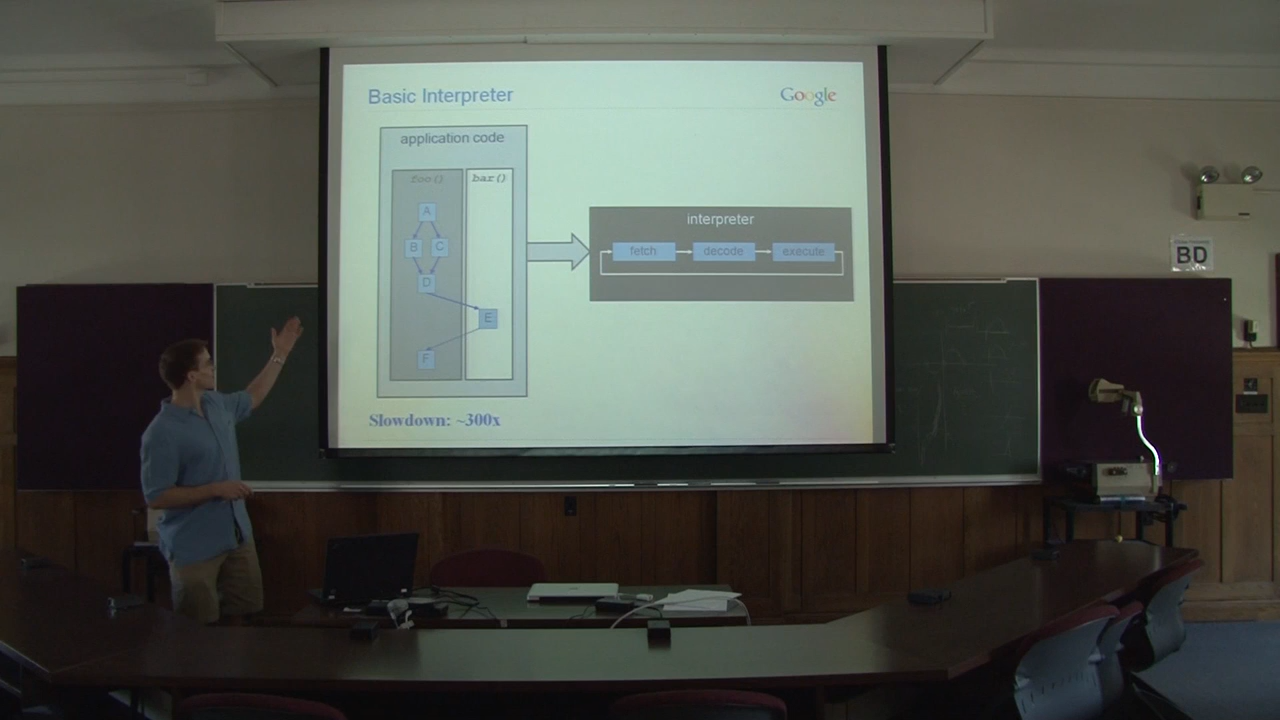 Basic Interpreter
Google
application code
foo()
bar()
A
B
C
D
E
F
interpreter
fetch
decode
execute
Slowdown: ~300x
BD